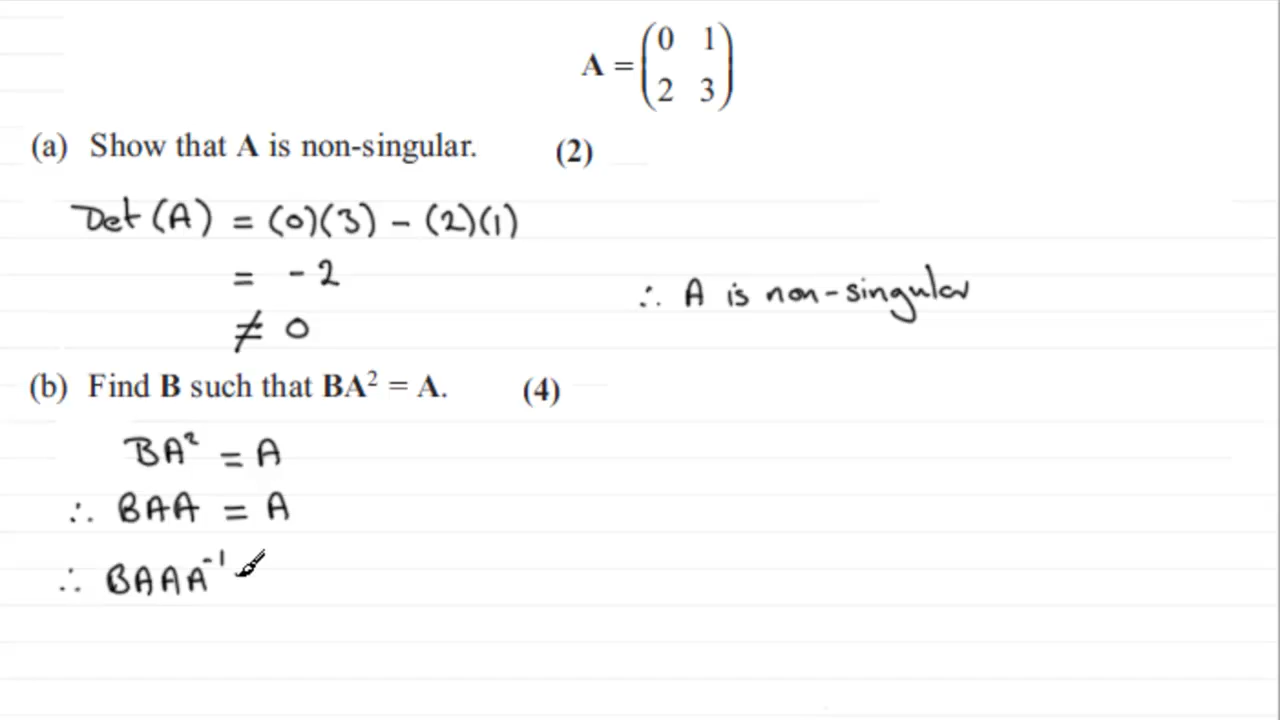 A = (0 1
2 3)
(a) Show that A is non-singular. (2)
Det (A) = (0)(3) - (2)(1)
= -2
∴ A is non-singular
≠ 0
(b) Find B such that BA² = A. (4)
BA² = A
∴ BAA = A
∴ BAAA⁻¹